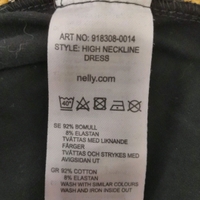 ART NO: 918308-0014
STYLE: HIGH NECKLINE
DRESS
nelly.com
40°
SE 92% BOMULL
8% ELASTAN
TVÄTTAS MED LIKNANDE
FÄRGER
TVÄTTAS OCH STRYKES MED
AVIGSIDAN UT
GB 92% COTTON
8% ELASTAN
WASH WITH SIMILAR COLOURS
WASH AND IRON INSIDE OUT